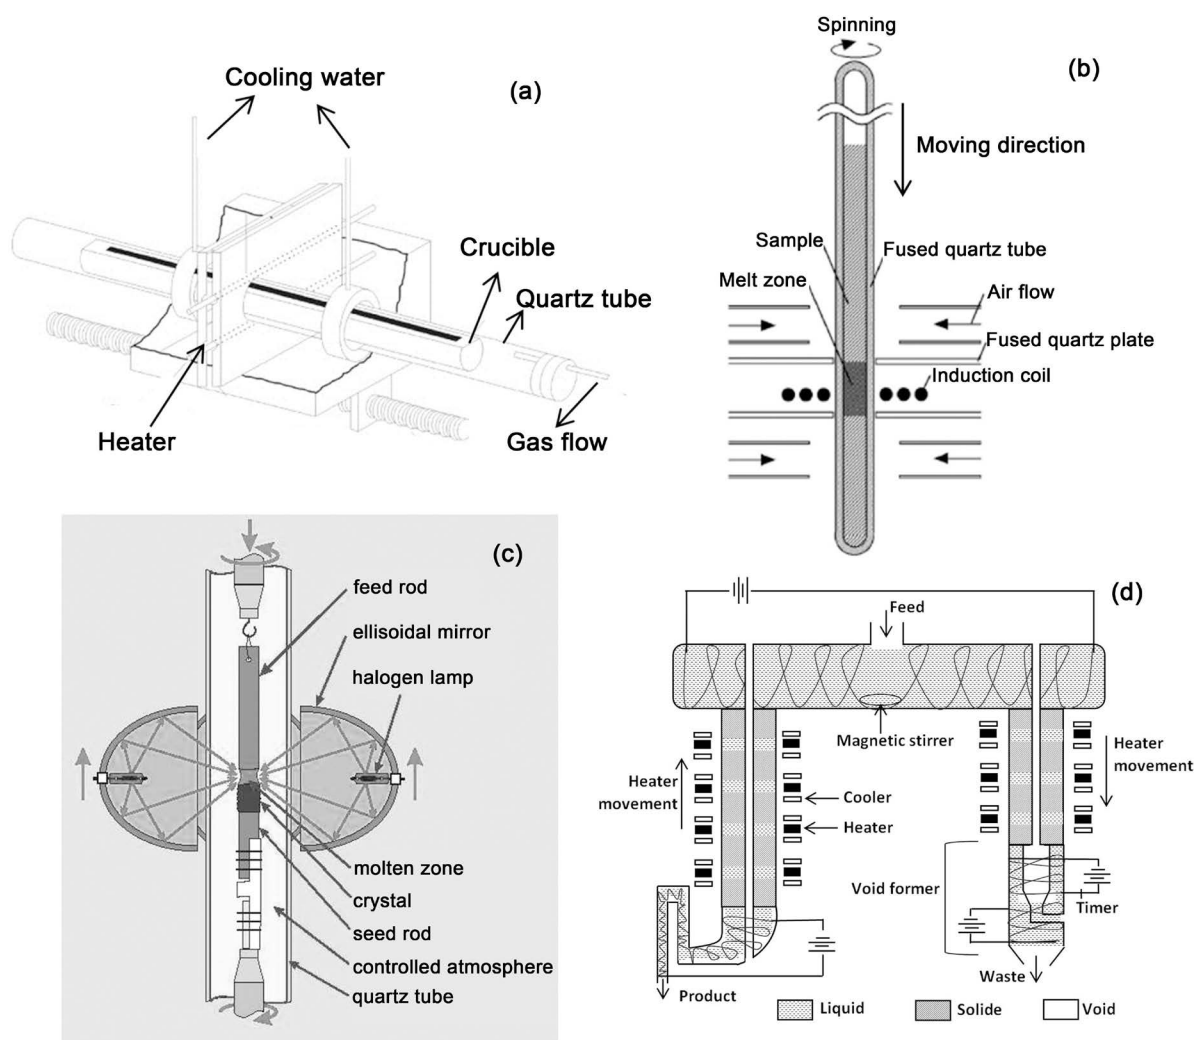 (a)
Cooling water
Crucible
Quartz tube
Heater
Gas flow
Spinning
(b)
Moving direction
Sample
Fused quartz tube
Melt zone
Air flow
Fused quartz plate
Induction coil
(c)
feed rod
ellisoidal mirror
halogen lamp
molten zone
crystal
seed rod
controlled atmosphere
quartz tube
(d)
Feed
Magnetic stirrer
Heater
movement
Heater
movement
Cooler
Heater
Void former
Timer
Waste
Product
Liquid
Solide
Void